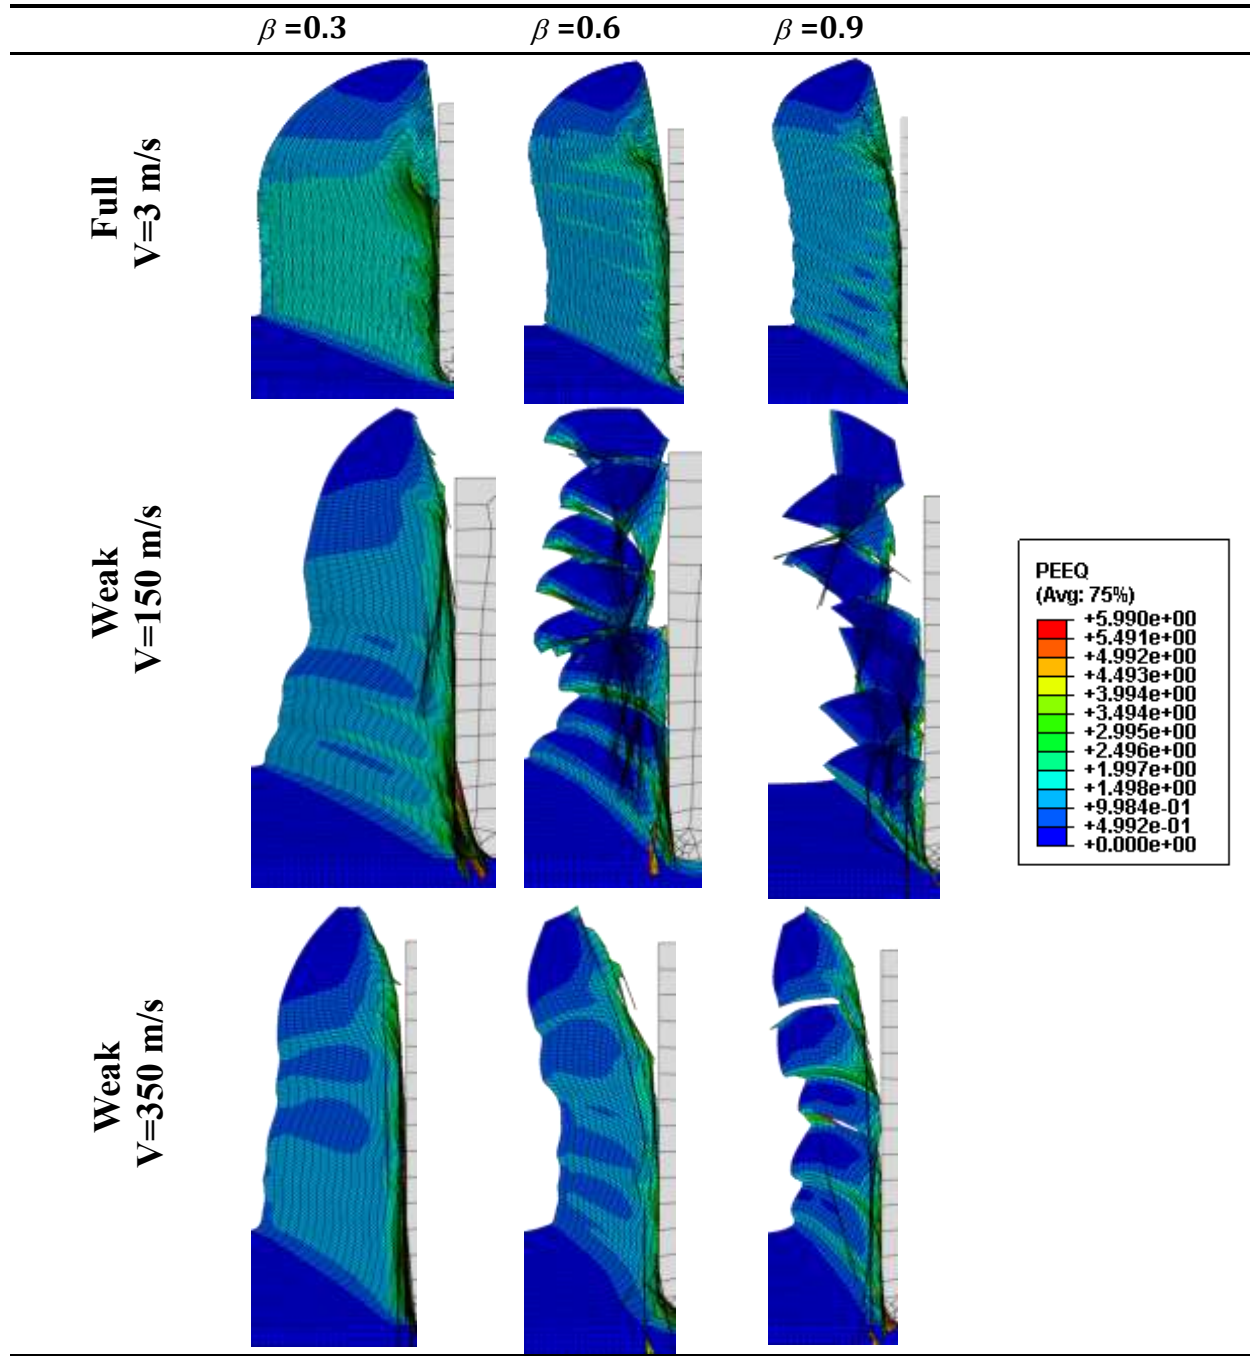 β =0.3 β =0.6 β =0.9
Full
V=3 m/s
Weak
V=150 m/s
PEEQ
(Avg: 75%)
+5.990e+00
+5.491e+00
+4.992e+00
+4.493e+00
+3.994e+00
+3.494e+00
+2.995e+00
+2.496e+00
+1.997e+00
+1.498e+00
+9.984e-01
+4.992e-01
+0.000e+00
Weak
V=350 m/s